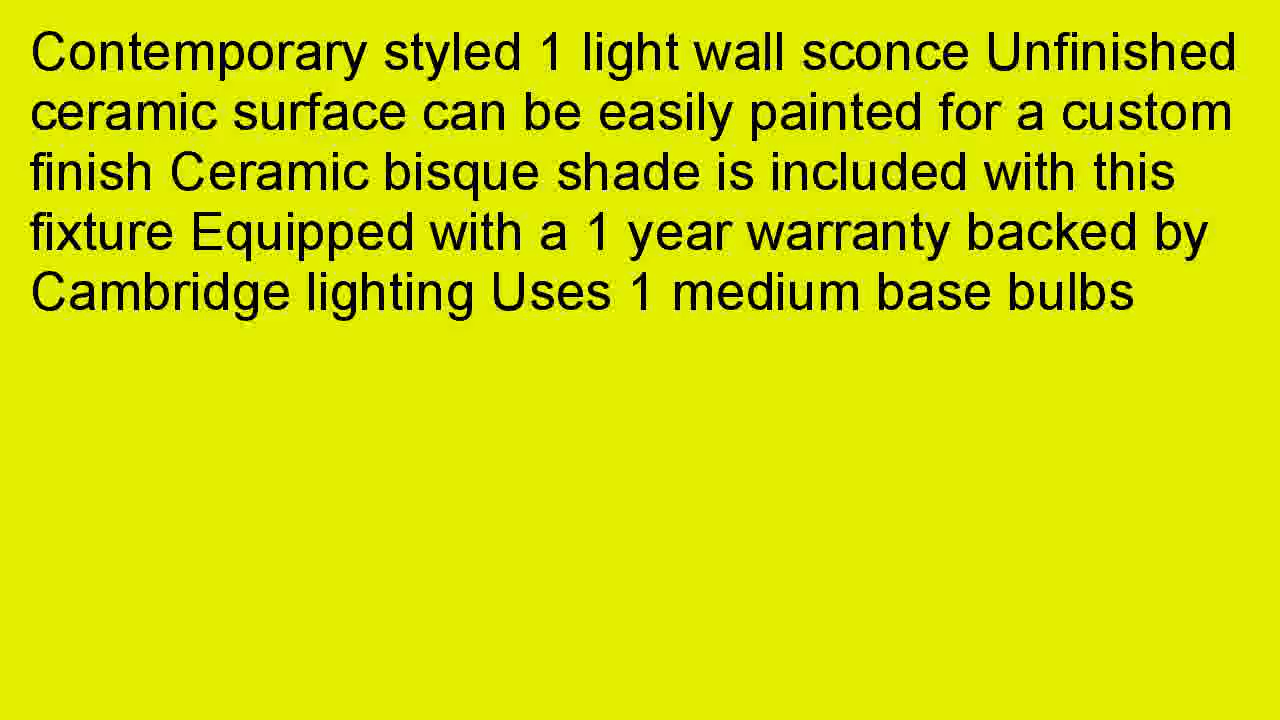 Contemporary styled 1 light wall sconce Unfinished
ceramic surface can be easily painted for a custom
finish Ceramic bisque shade is included with this
fixture Equipped with a 1 year warranty backed by
Cambridge lighting Uses 1 medium base bulbs